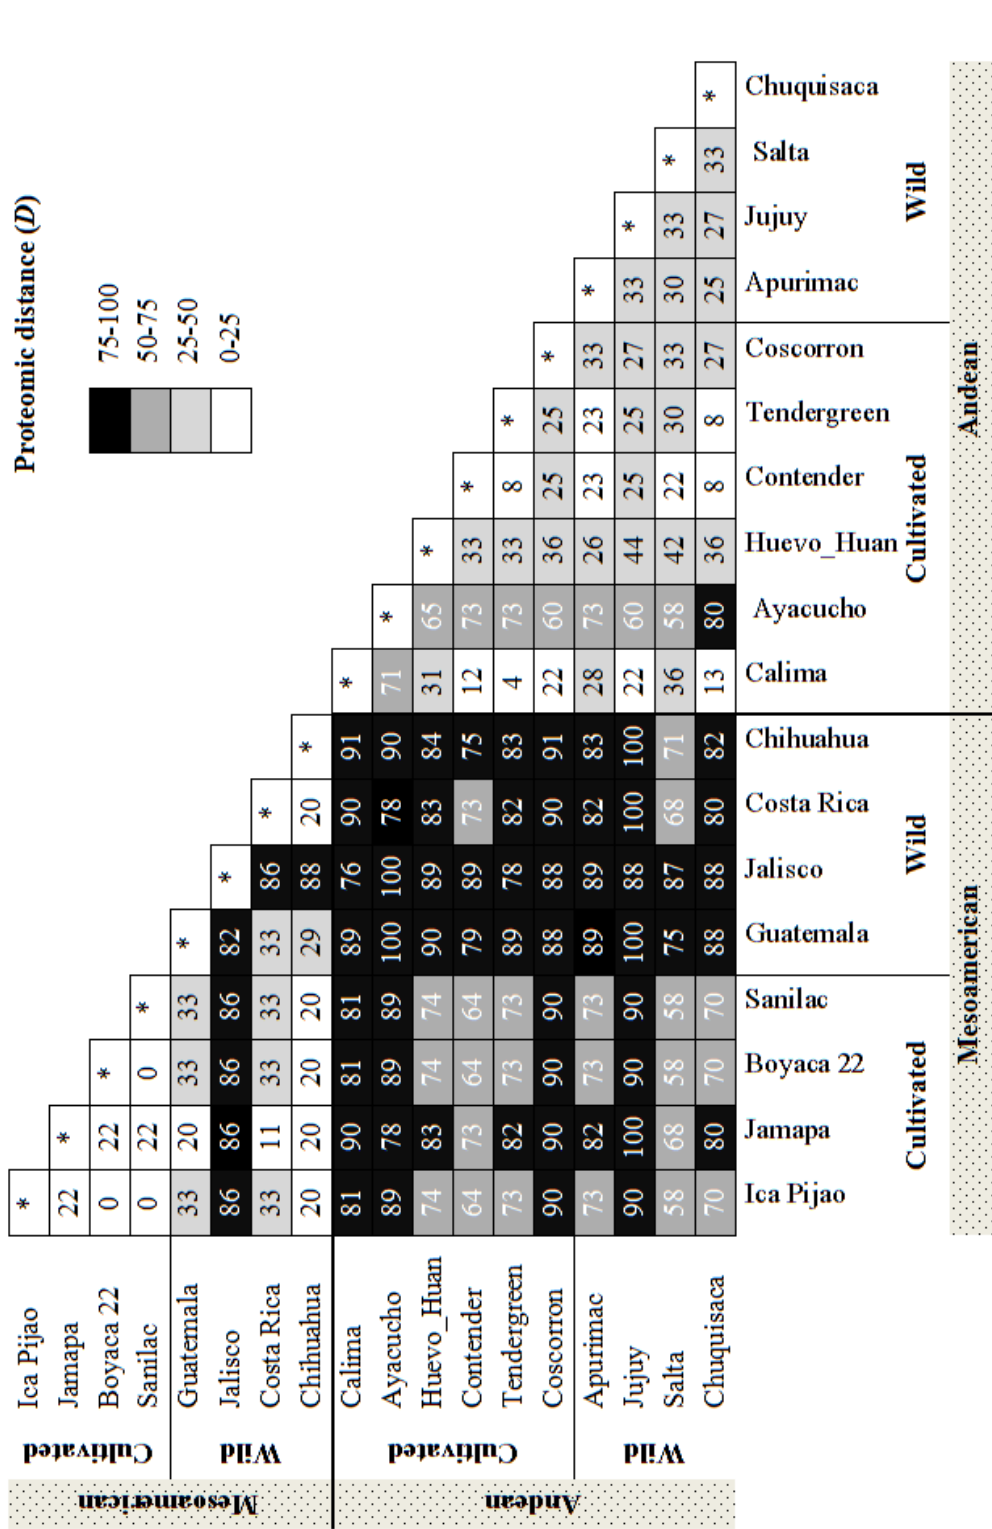 Proteomic distance (D)
75-100
50-75
25-50
0-25
Mesoamerican
Cultivated
Wild
Andean
Cultivated
Wild
Ica Pijao *
Jamapa 22 *
Boyaca 22 0 22 *
Sanilac 0 22 0 *
Guatemala 33 20 33 33 *
Jalisco 86 86 86 86 82 *
Costa Rica 33 11 33 33 33 86 *
Chihuahua 20 20 20 20 29 88 20 *
Calima 81 90 81 81 89 76 90 91 *
Ayacucho 89 78 89 89 100 100 78 90 71 *
Huevo_Huan 74 83 74 74 90 89 83 84 31 65 *
Contender 64 73 64 64 79 89 73 75 12 73 33 *
Tendergreen 73 82 73 73 89 78 82 83 4 73 33 8 *
Coscorron 90 90 90 90 88 88 90 91 22 60 36 25 25 *
Apurimac 73 82 73 73 89 89 82 83 28 73 26 23 23 33 *
Jujuy 90 100 90 90 100 88 100 100 22 60 44 25 25 27 33 *
Salta 58 68 58 58 75 87 68 71 36 58 42 22 30 33 30 33 *
Chuquisaca 70 80 70 70 88 88 80 82 13 80 36 8 8 27 25 27 33 *
Ica Pijao
Jamapa
Boyaca 22
Sanilac
Guatemala
Jalisco
Costa Rica
Chihuahua
Calima
Ayacucho
Huevo_Huan
Contender
Tendergreen
Coscorron
Apurimac
Jujuy
Salta
Chuquisaca
Cultivated
Wild
Cultivated
Wild
Mesoamerican
Andean